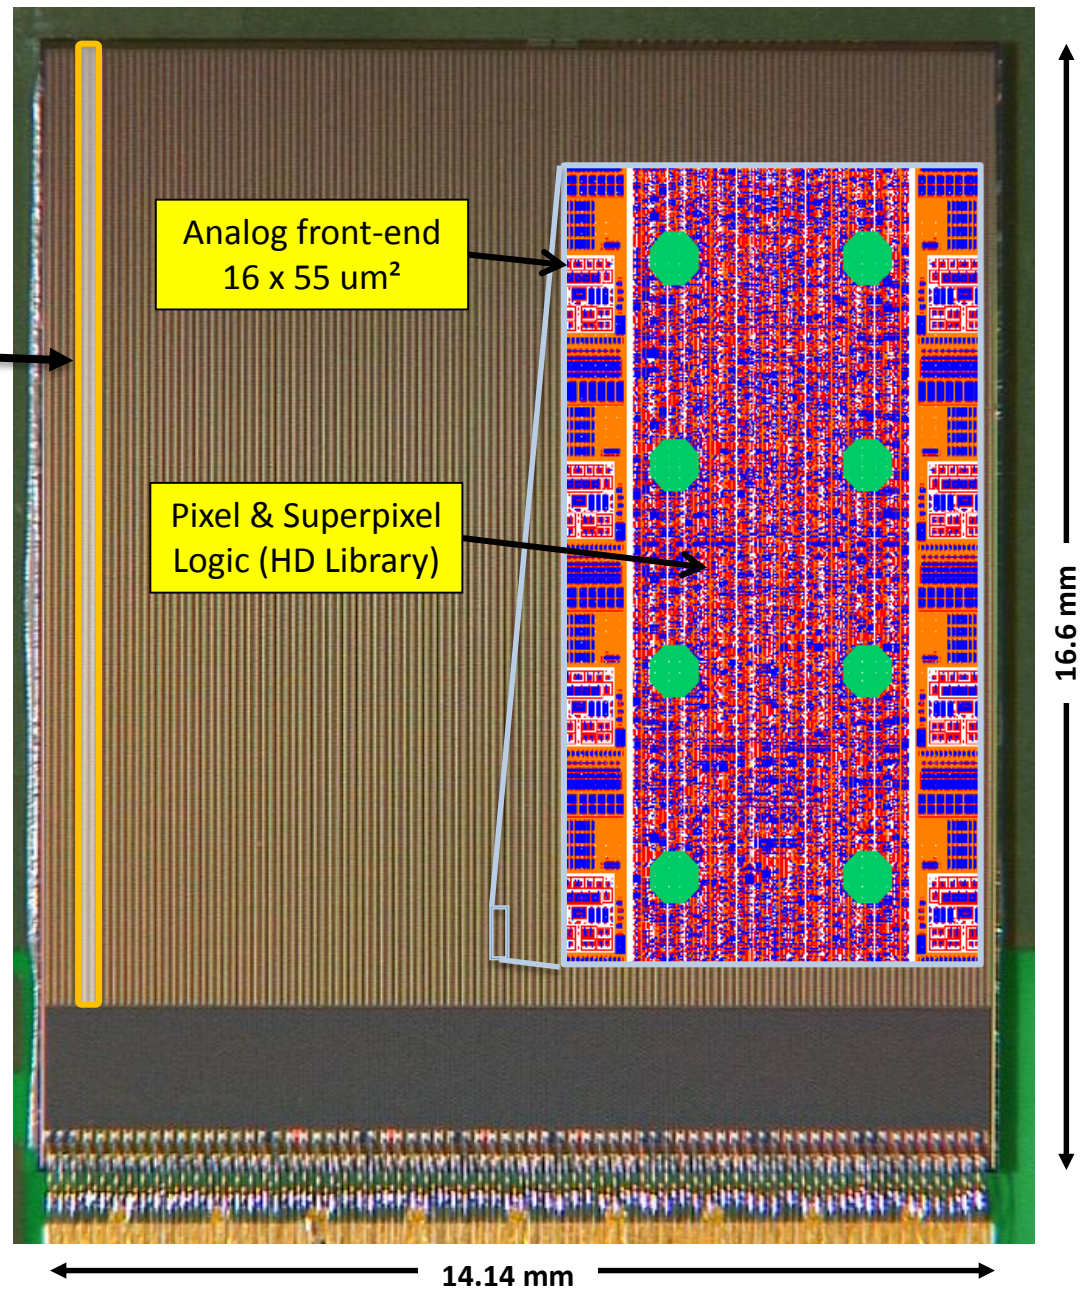 Analog front-end
16 x 55 um²
Pixel & Superpixel
Logic (HD Library)
16.6 mm
14.14 mm